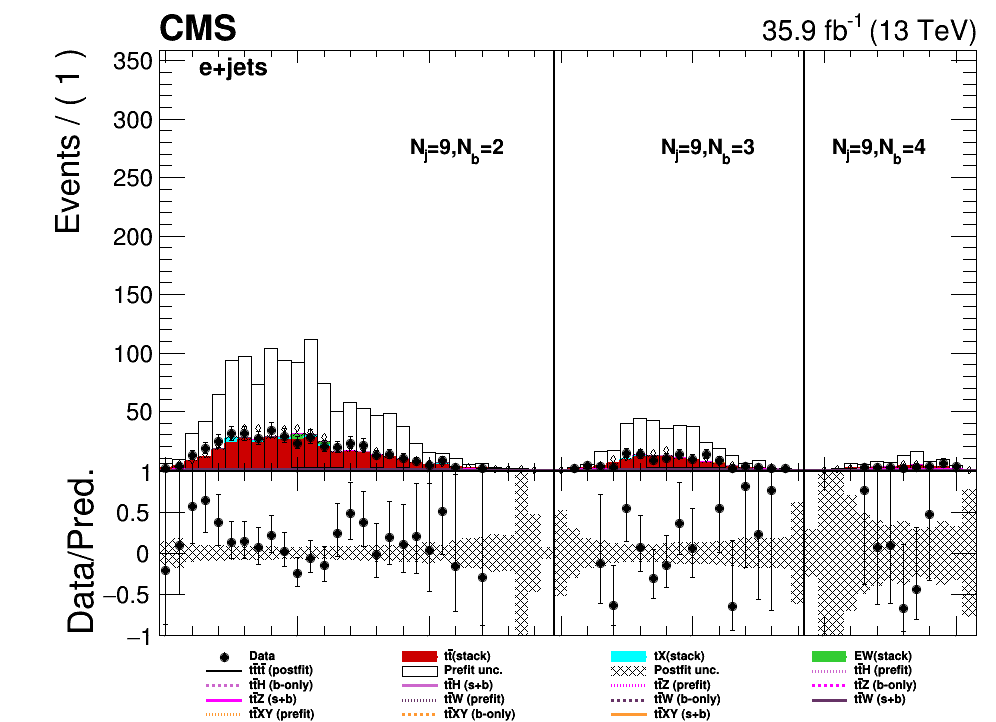 CMS 35.9 fb⁻¹ (13 TeV)
e+jets
Events / ( 1 )
350
300
250
200
150
100
50
N_j=9,N_b=2 N_j=9,N_b=3 N_j=9,N_b=4
Data/Pred.
1
0.5
0
−0.5
−1
Data tt̄(stack) tX(stack) EW(stack)
tt̄tt̄ (postfit) Prefit unc. Postfit unc. tt̄H (prefit)
tt̄H (b-only) tt̄H (s+b) tt̄Z (prefit) tt̄Z (b-only)
tt̄Z (s+b) tt̄W (prefit) tt̄W (b-only) tt̄W (s+b)
tt̄XY (prefit) tt̄XY (b-only) tt̄XY (s+b)